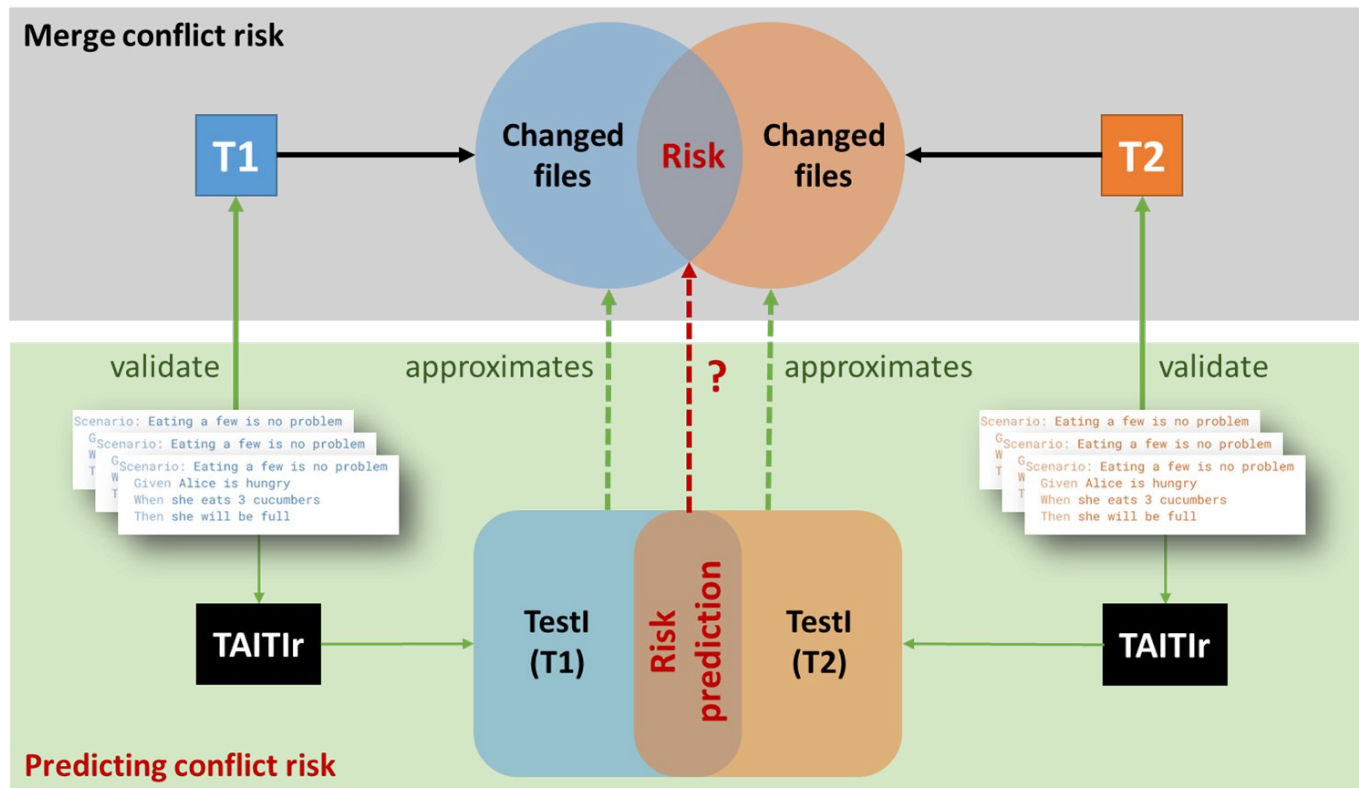 Merge conflict risk
T1
Changed
files
Risk
Changed
files
T2
validate
approximates
?
approximates
validate
Scenario: Eating a few is no problem
G
W
T
Scenario: Eating a few is no problem
G
W
T
Scenario: Eating a few is no problem
Given Alice is hungry
When she eats 3 cucumbers
Then she will be full
Scenario: Eating a few is no problem
G
W
T
Scenario: Eating a few is no problem
G
W
T
Scenario: Eating a few is no problem
Given Alice is hungry
When she eats 3 cucumbers
Then she will be full
TAITIr
TestI
(T1)
Risk
prediction
TestI
(T2)
TAITIr
Predicting conflict risk